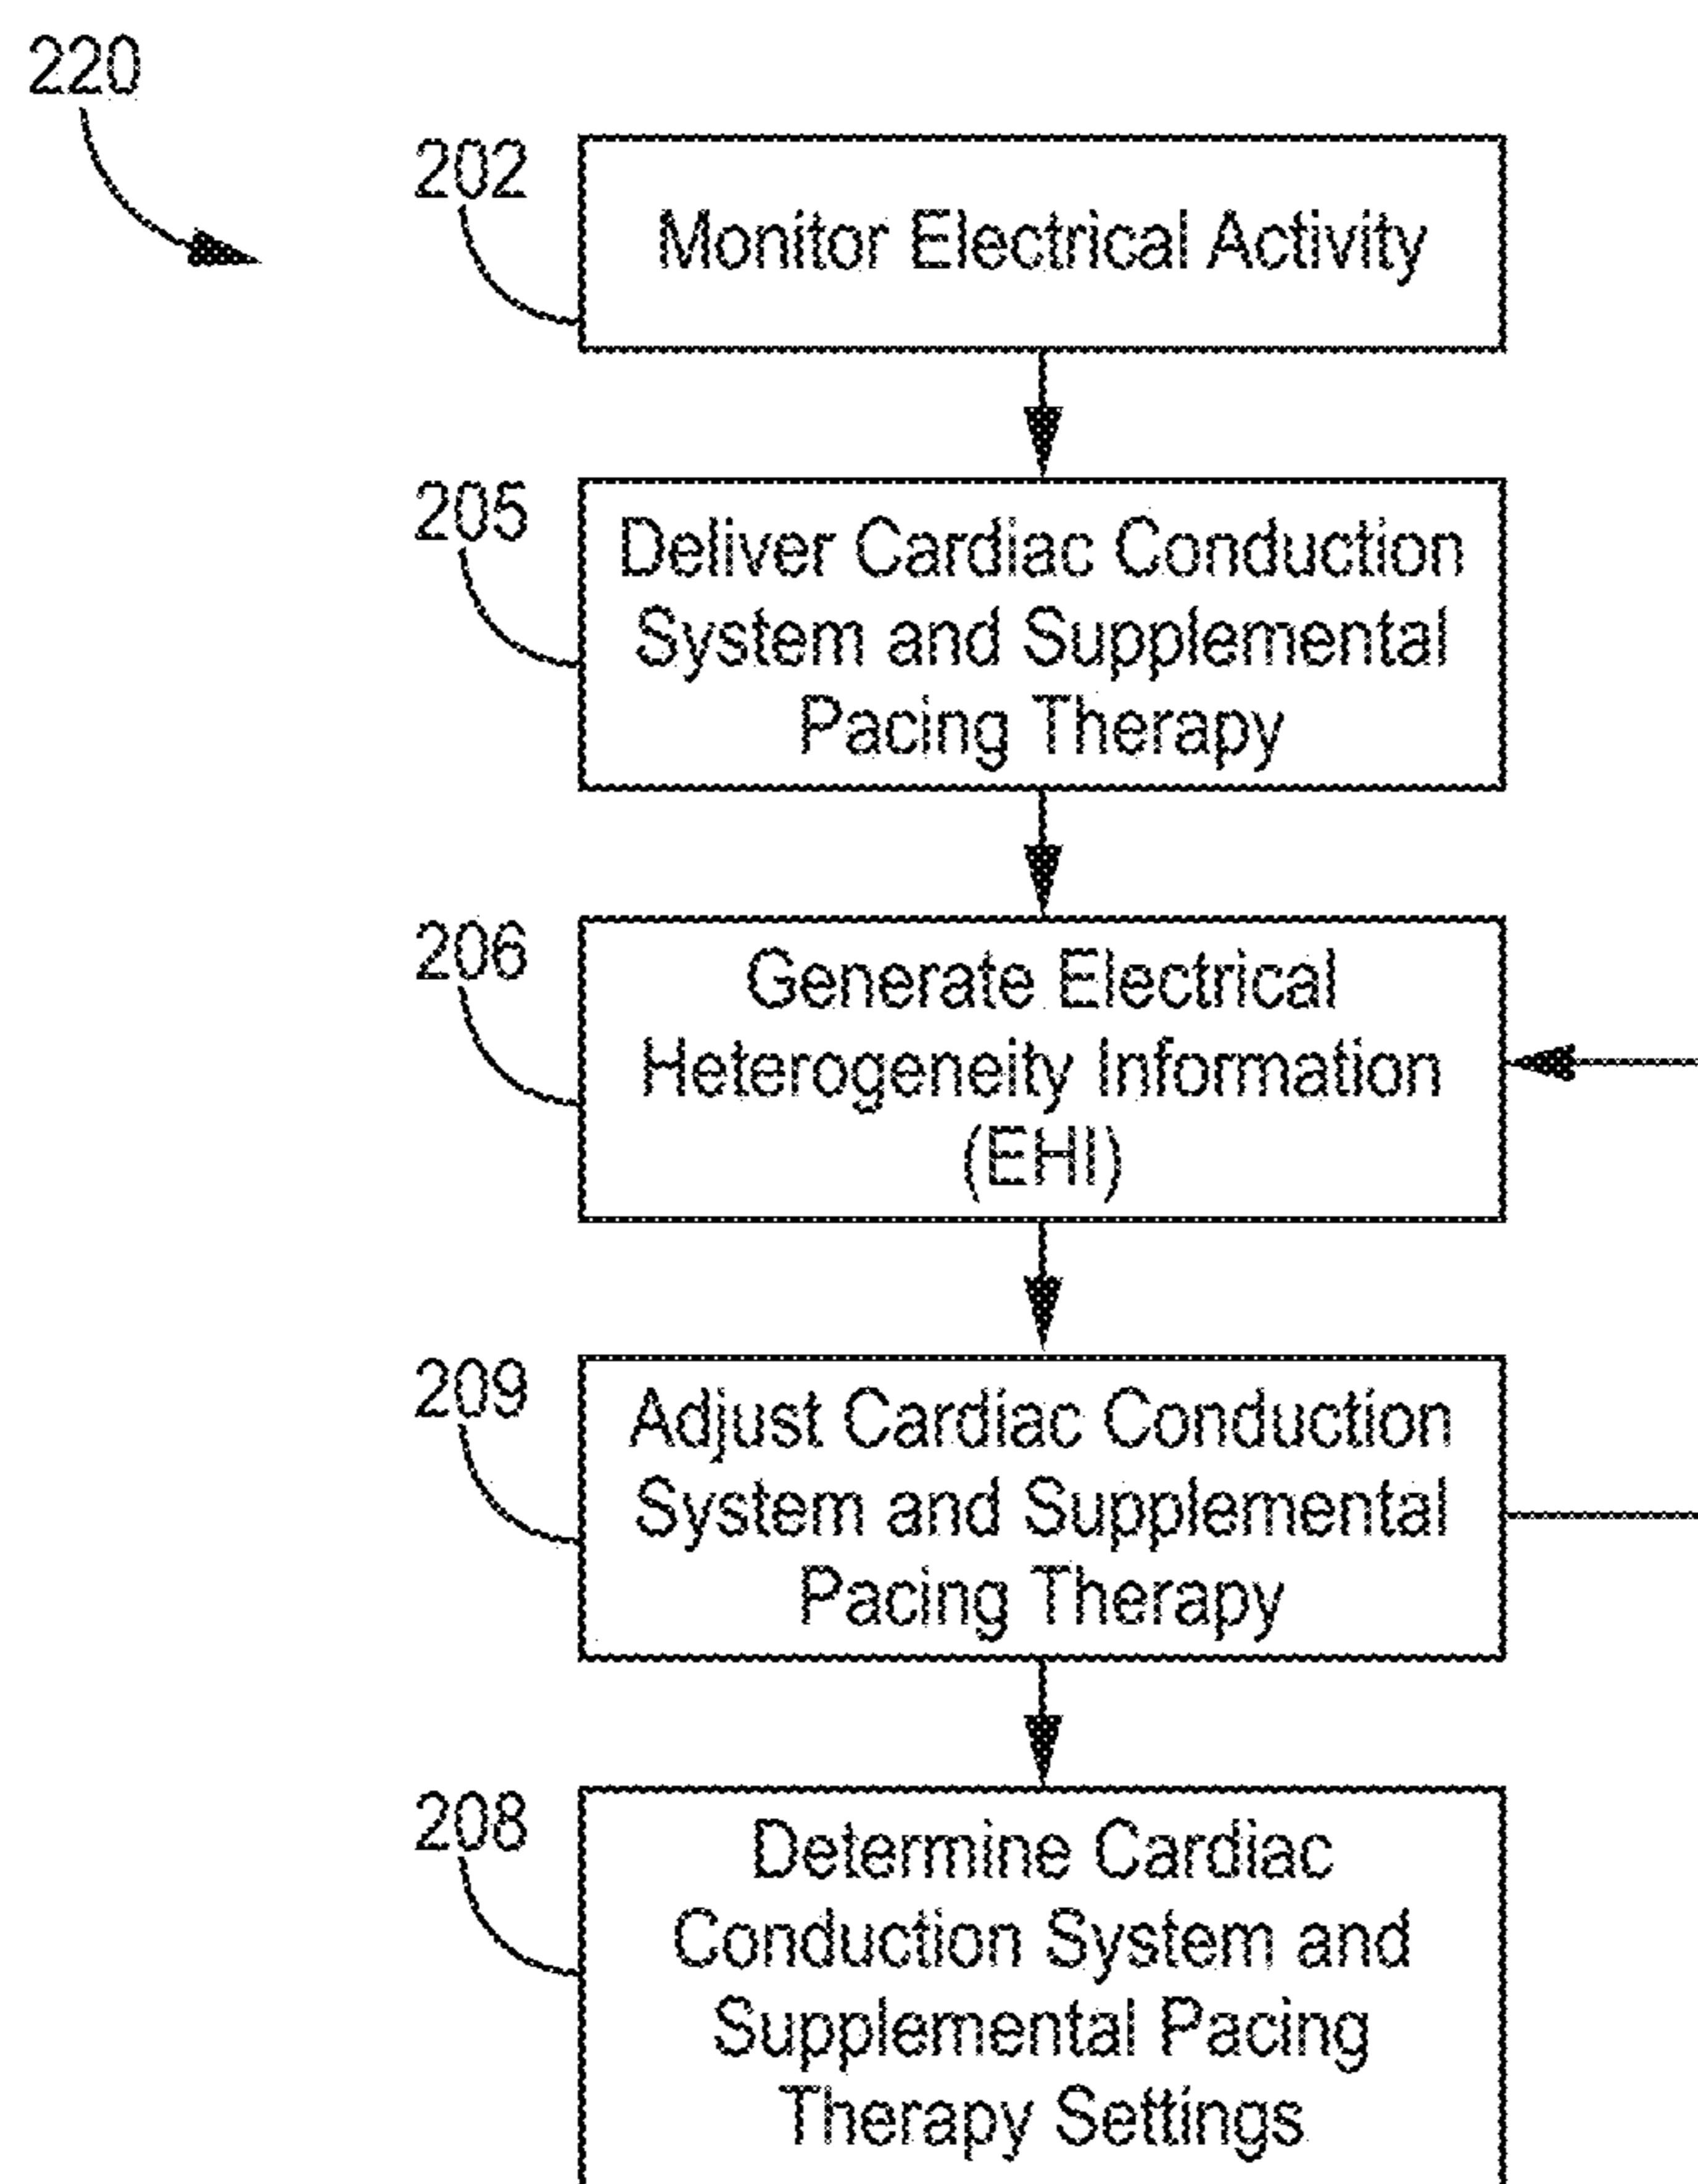 220
202
Monitor Electrical Activity
205
Deliver Cardiac Conduction
System and Supplemental
Pacing Therapy
206
Generate Electrical
Heterogeneity Information
(EHI)
209
Adjust Cardiac Conduction
System and Supplemental
Pacing Therapy
208
Determine Cardiac
Conduction System and
Supplemental Pacing
Therapy Settings